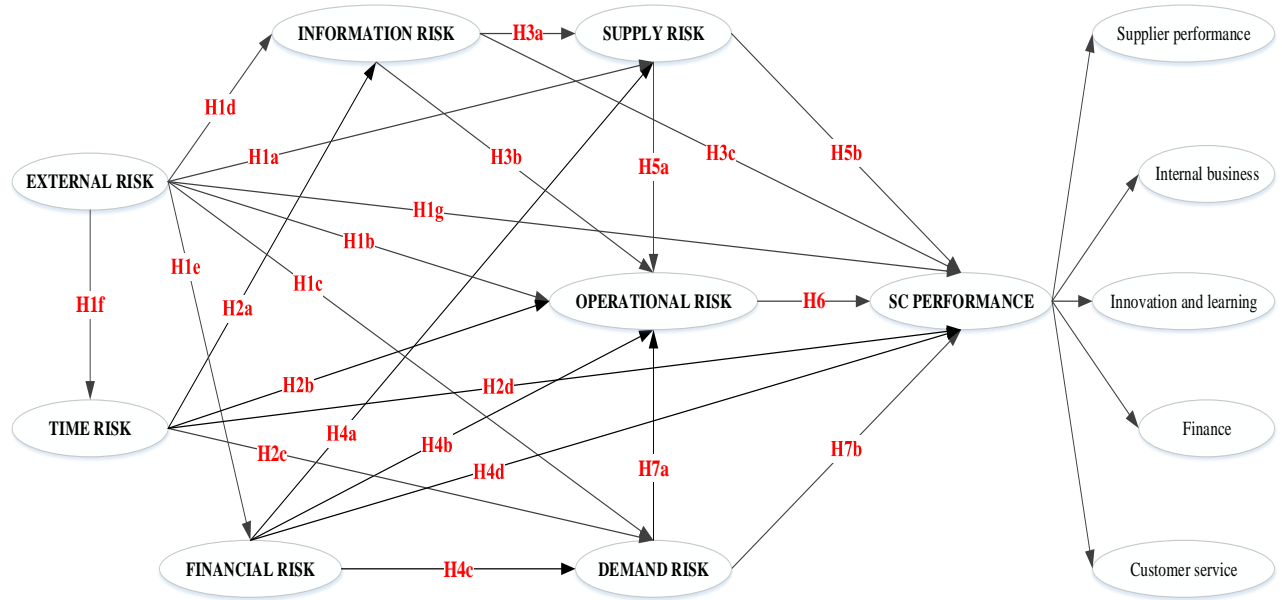 INFORMATION RISK
H3a
SUPPLY RISK
Supplier performance
H1d
H1a
H3b
H5a
H3c
H5b
EXTERNAL RISK
Internal business
H1g
H1b
H1e
H1c
H1f
H2a
OPERATIONAL RISK
H6
SC PERFORMANCE
Innovation and learning
H2b
H2d
TIME RISK
H2c
H4a
H4b
H4d
H7a
H7b
Finance
FINANCIAL RISK
H4c
DEMAND RISK
Customer service